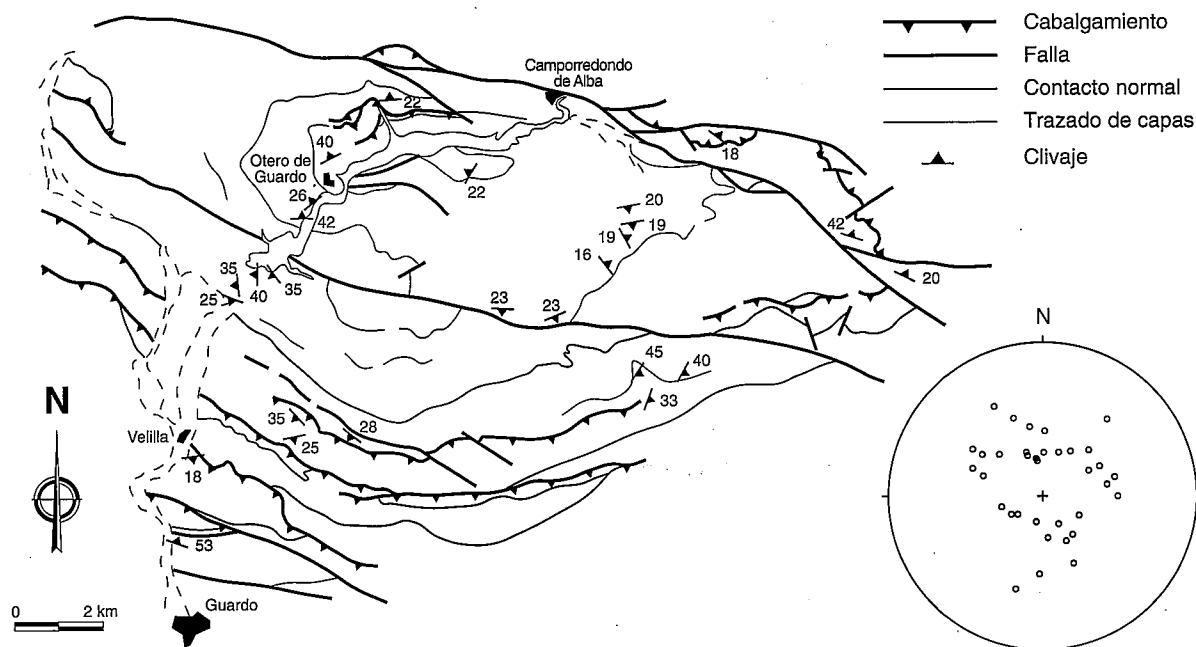 Cabalgamiento
Falla
Contacto normal
Trazado de capas
Clivaje
Camporredondo
de Alba
22
40
18
Otero de
Guardo
22
26
20
42
19
42
19
16
35
20
40
35
25
23
23
45
40
33
N
N
35
28
Velilla
25
18
53
0
2 km
Guardo